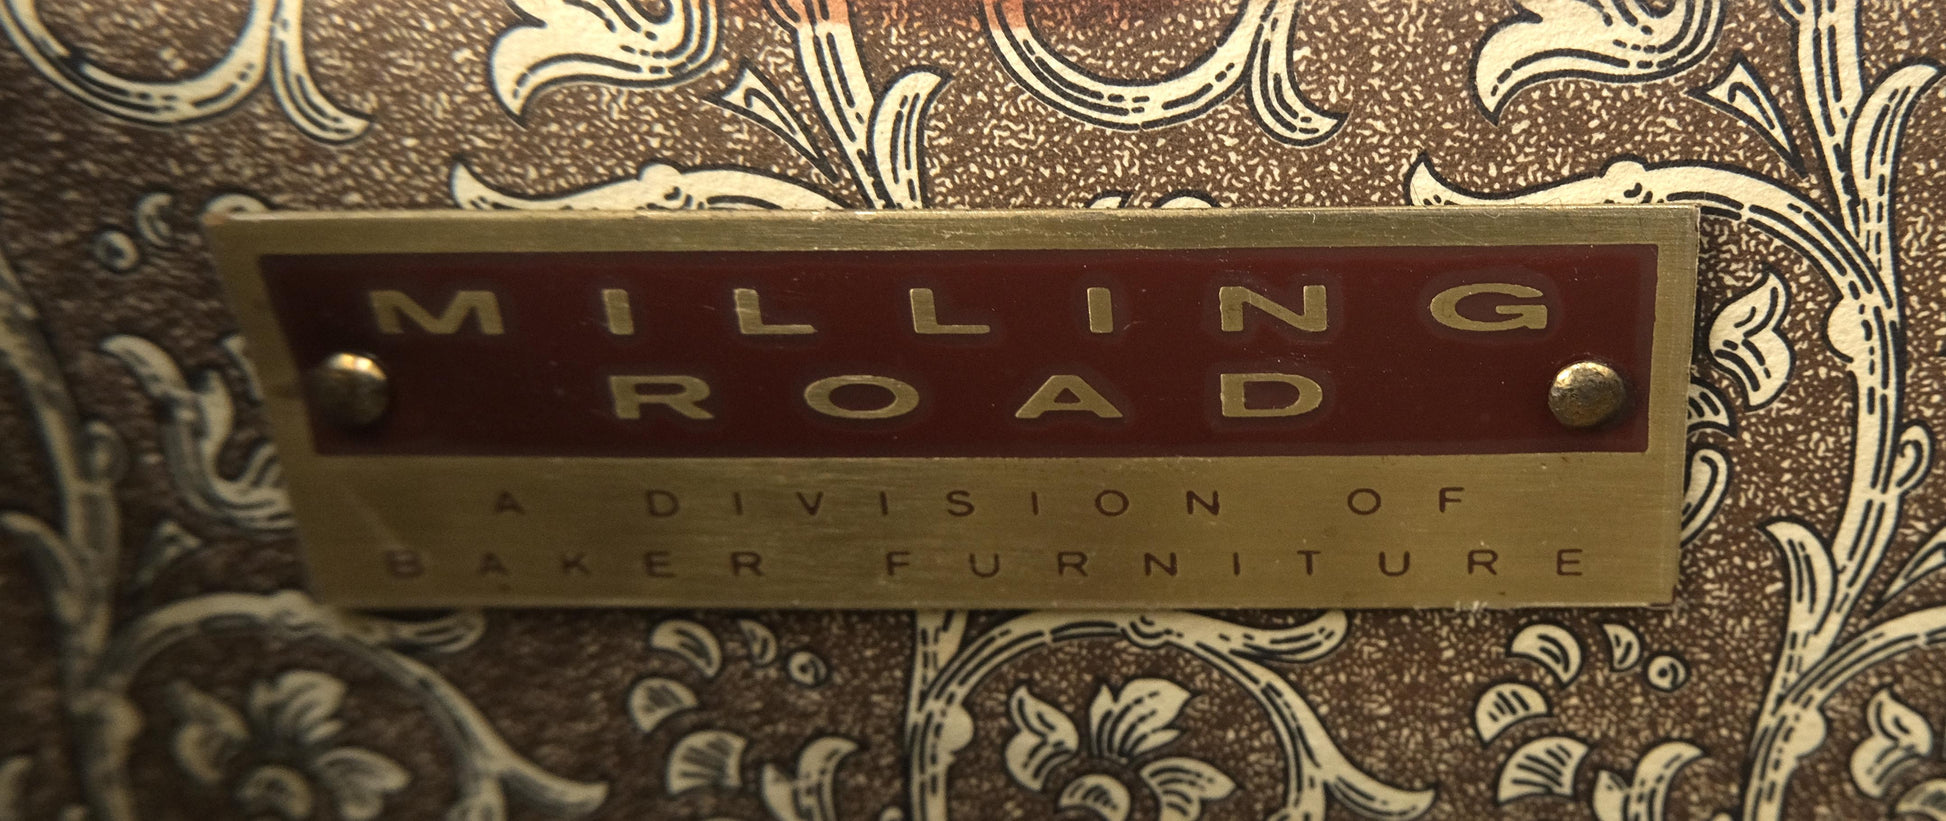 MILLING
ROAD
A DIVISION OF
BAKER FURNITURE